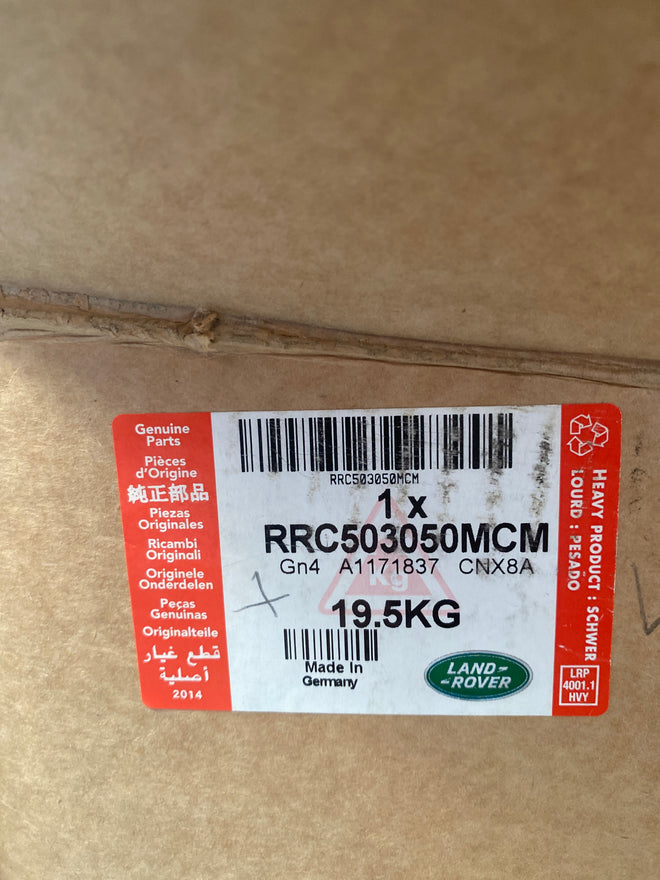 Genuine
Parts
Pièces
d'Origine
純正部品
Piezas
Originales
Ricambi
Originali
Originele
Onderdelen
Peças
Genuinas
Originalteile
قطع غيار
أصلية
2014
RRC503050MCM
1 x
RRC503050MCM
Gn4 A1171837 CNX8A
Kg
19.5KG
Made In
Germany
LAND-
-ROVER
HEAVY PRODUCT : SCHWER
LOURD : PESADO
LRP
4001.1
HVY